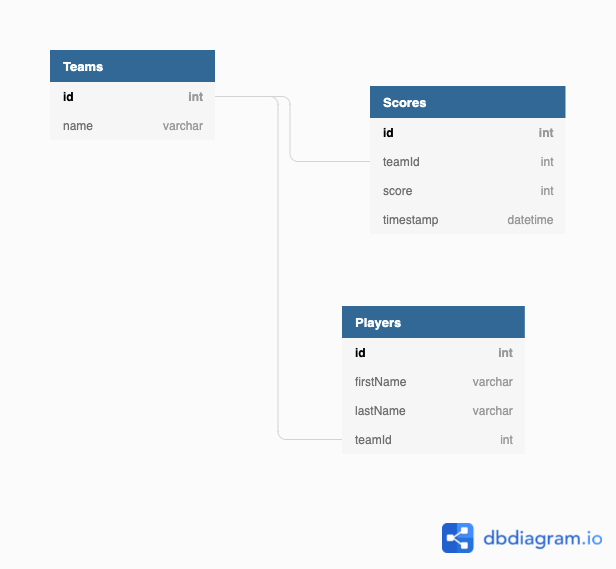 Teams
id int
name varchar
Scores
id int
teamId int
score int
timestamp datetime
Players
id int
firstName varchar
lastName varchar
teamId int
dbdiagram.io